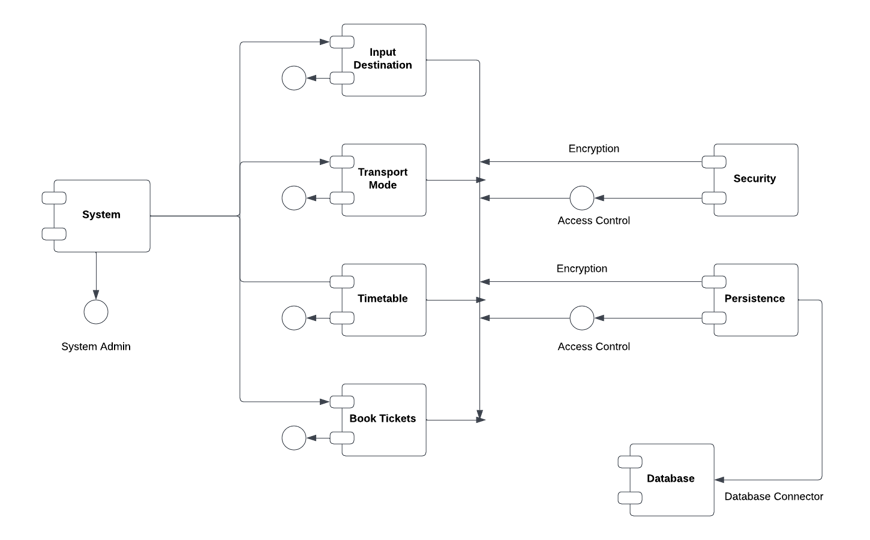 Input
Destination
Encryption
Transport
Mode
Security
System
Access Control
Encryption
Timetable
Persistence
System Admin
Access Control
Book Tickets
Database
Database Connector